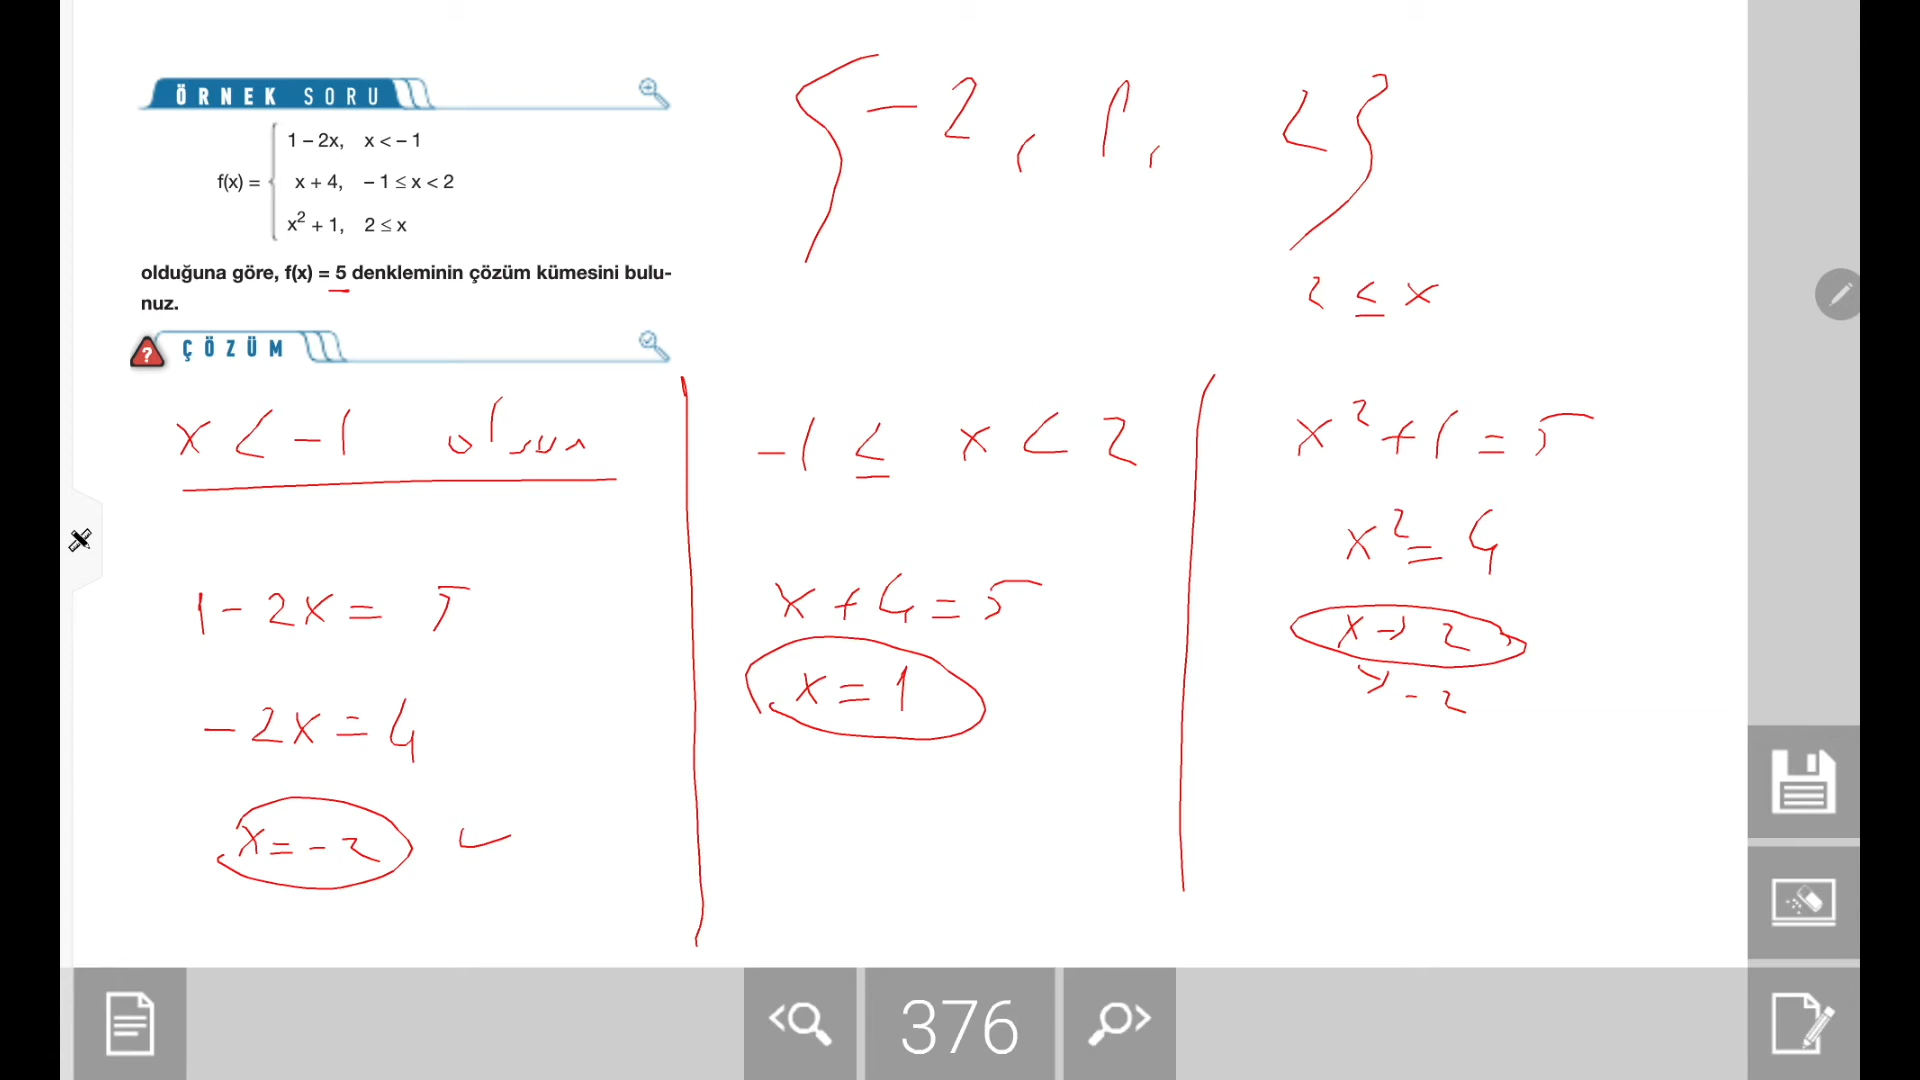 ÖRNEK SORU
f(x) =
1 – 2x, x < – 1
x + 4, – 1 ≤ x < 2
x² + 1, 2 ≤ x
olduğuna göre, f(x) = 5 denkleminin çözüm kümesini bulu-
nuz.
{-2, 1, 2}
2 ≤ x
? ÇÖZÜM
x < -1 olsun
1 - 2x = 5
-2x = 4
x = -2 ✓
-1 ≤ x < 2
x + 4 = 5
x = 1
x² + 1 = 5
x² = 4
x → 2
→ -2
376